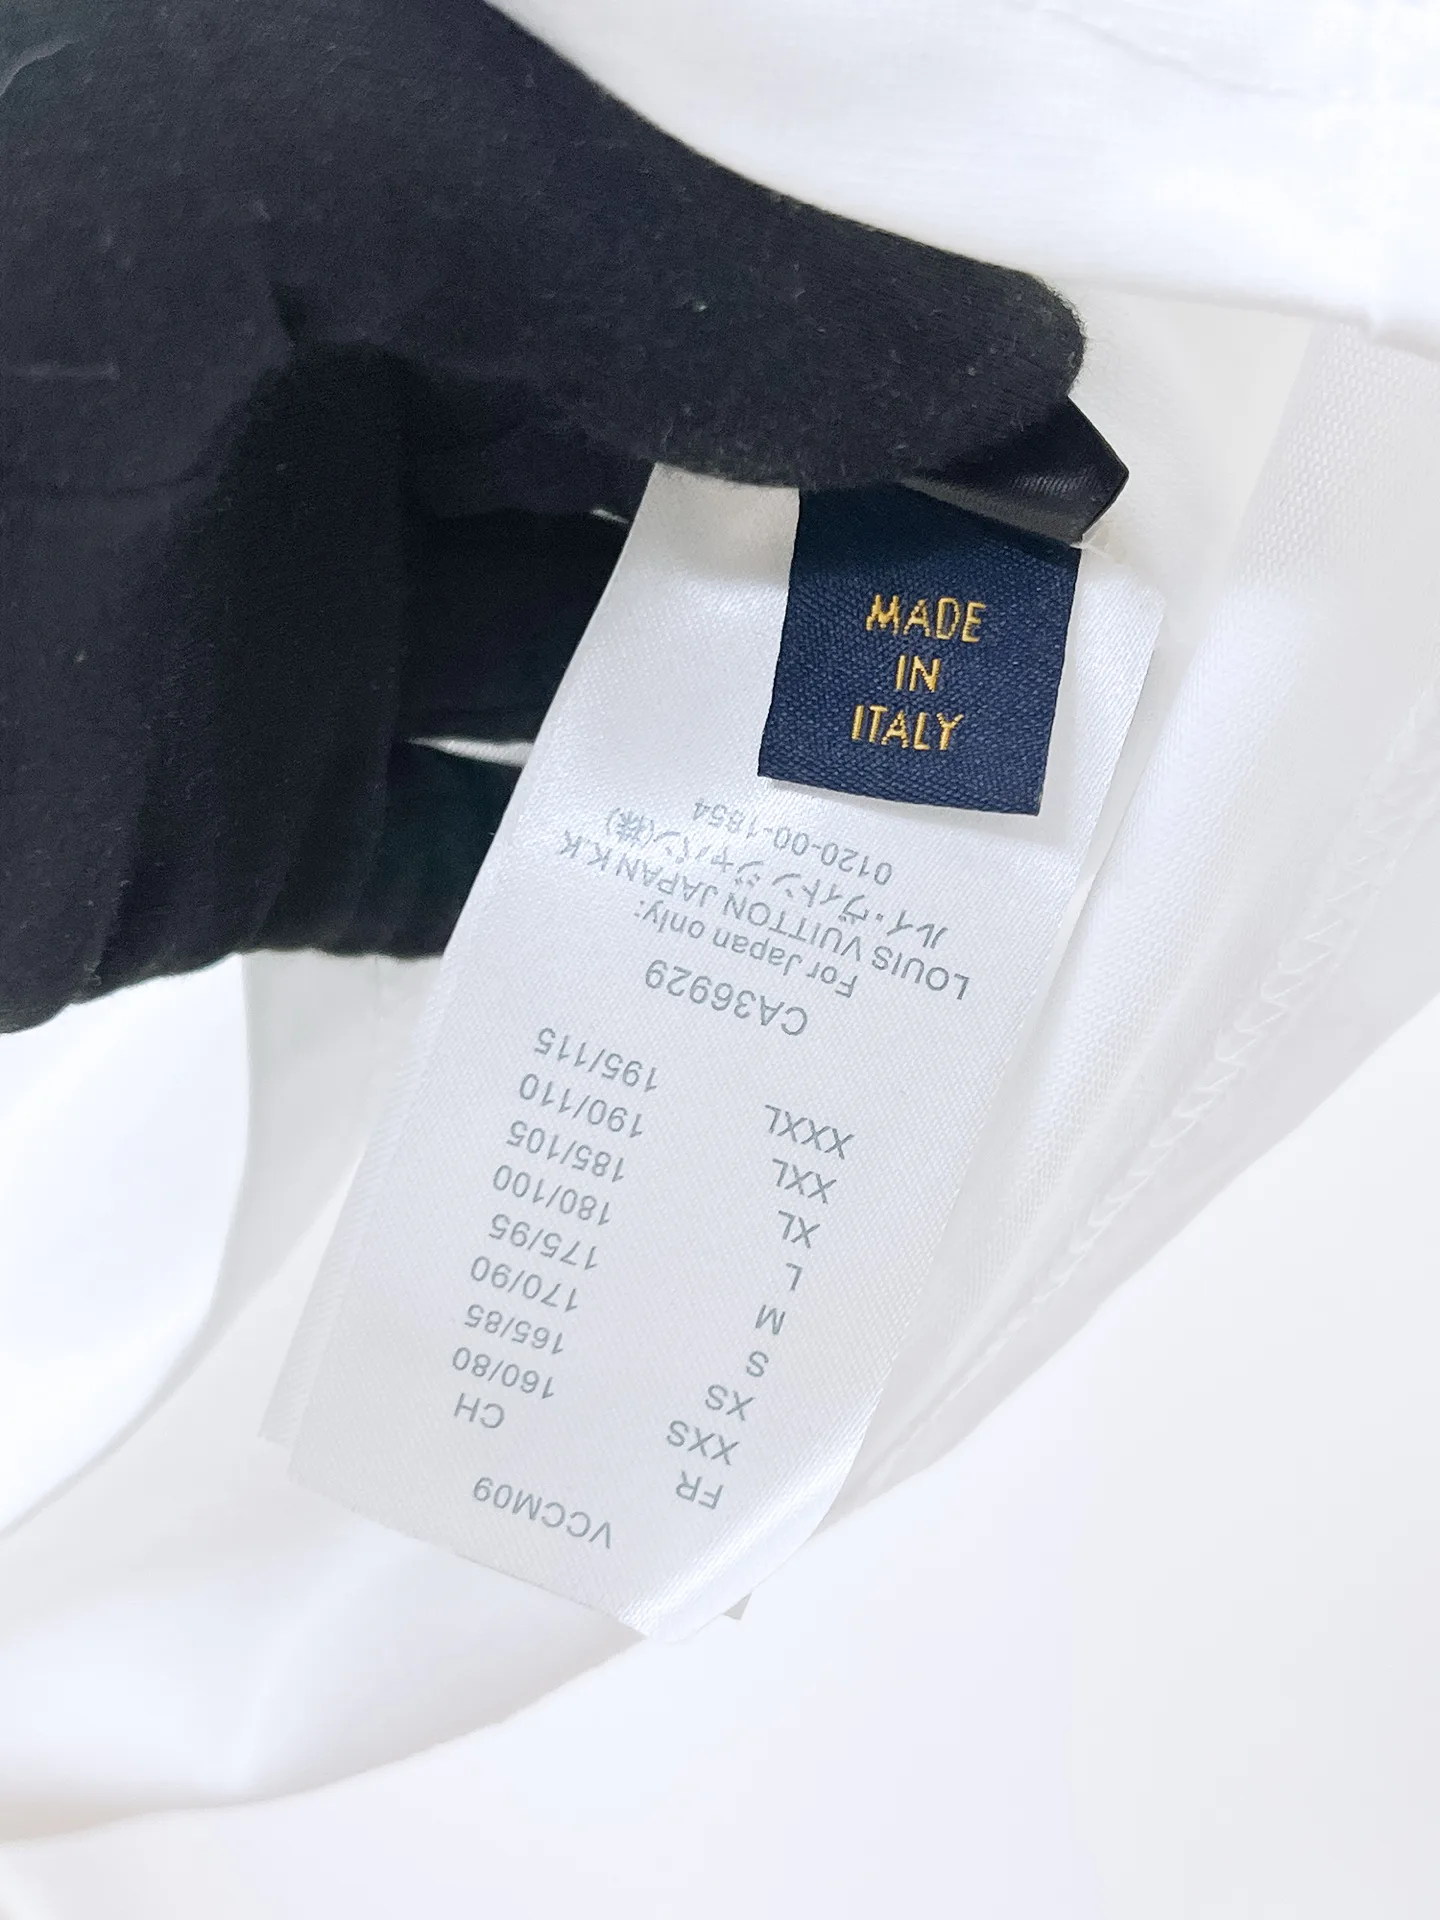 MADE
IN
ITALY
VCCM09
FR CH
XXS 160/80
XS 165/85
S 170/90
M 175/95
L 180/100
XL 185/105
XXL 190/110
XXXL 195/115
CA36929
For Japan only:
LOUIS VUITTON JAPAN K.K
ルイ・ヴィトン ジャパン(株)
0120-00-1854